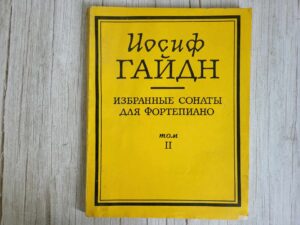 Иосиф
ГАЙДН
ИЗБРАННЫЕ СОНАТЫ
ДЛЯ ФОРТЕПИАНО
том
II